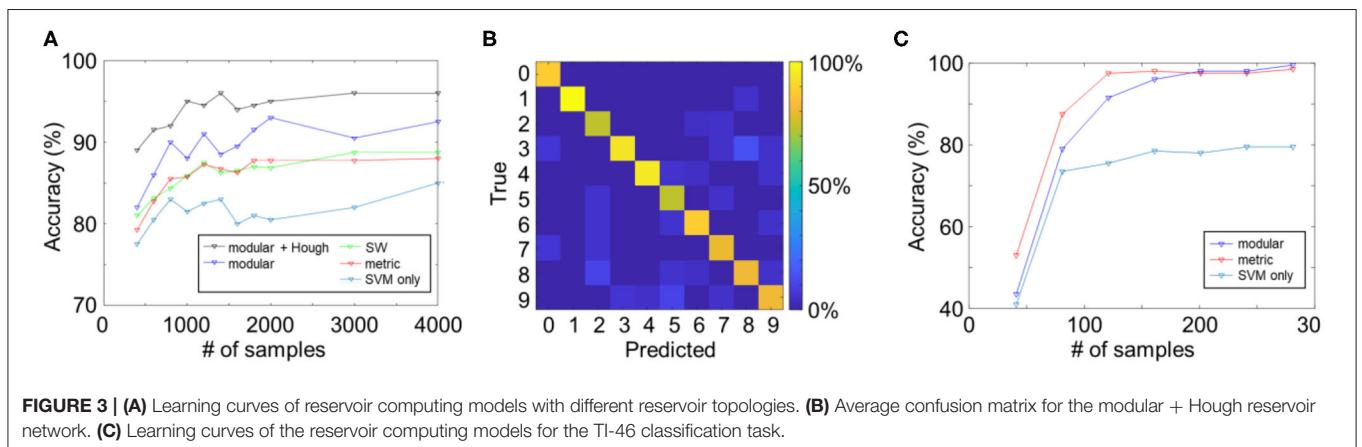 A
100
90
80
70
Accuracy (%)
0 1000 2000 3000 4000
# of samples
modular + Hough
modular
SW
metric
SVM only
B
0
1
2
3
4
5
6
7
8
9
True
0 1 2 3 4 5 6 7 8 9
Predicted
100%
50%
0%
C
100
80
60
40
Accuracy (%)
0 100 200 30
# of samples
modular
metric
SVM only
FIGURE 3 | (A) Learning curves of reservoir computing models with different reservoir topologies. (B) Average confusion matrix for the modular + Hough reservoir
network. (C) Learning curves of the reservoir computing models for the TI-46 classification task.